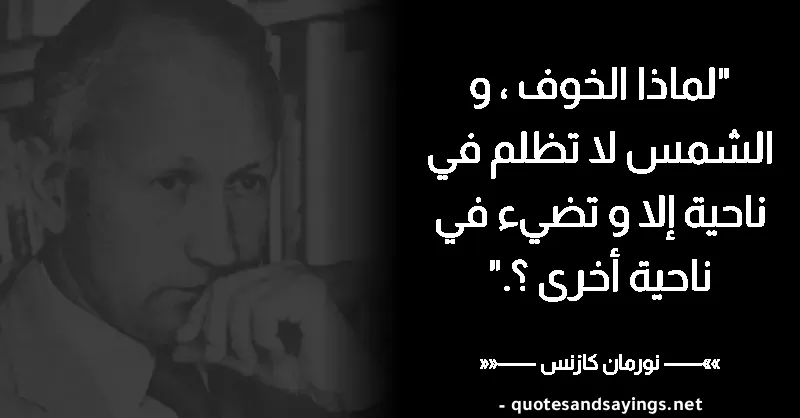 "لماذا الخوف ، و
الشمس لا تظلم في
ناحية إلا و تضيء في
ناحية أخرى ؟."
»»—— نورمان كازنس ——««
- quotesandsayings.net